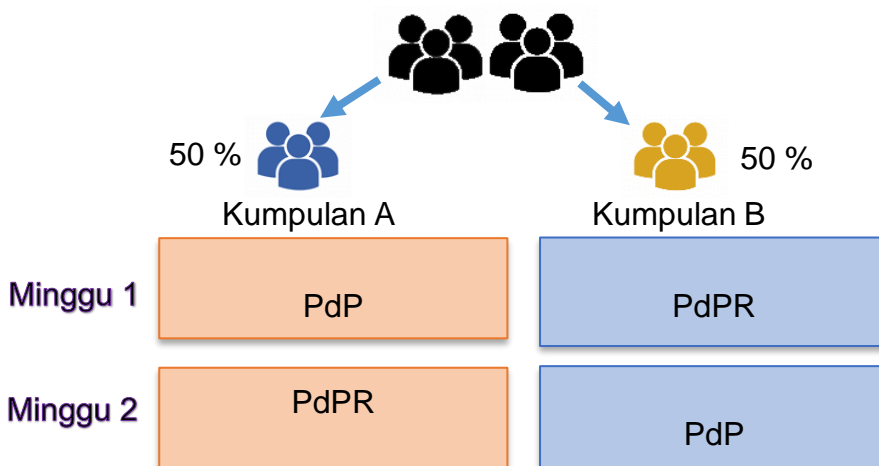 50 %
50 %
Kumpulan A
Kumpulan B
Minggu 1
PdP
PdPR
Minggu 2
PdPR
PdP